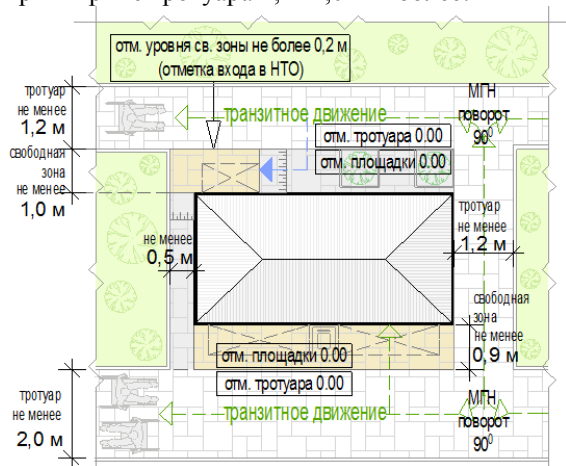 отм. уровня св. зоны не более 0,2 м
(отметка входа в НТО)
тротуар
не менее
1,2 м
МГН
поворот
90⁰
транзитное движение
отм. тротуара 0.00
свободная
зона
не менее
1,0 м
отм. площадки 0.00
не менее
0,5 м
тротуар
не менее
1,2 м
свободная
зона
не менее
0,9 м
отм. площадки 0.00
отм. тротуара 0.00
тротуар
не менее
2,0 м
транзитное движение
МГН
поворот
90⁰